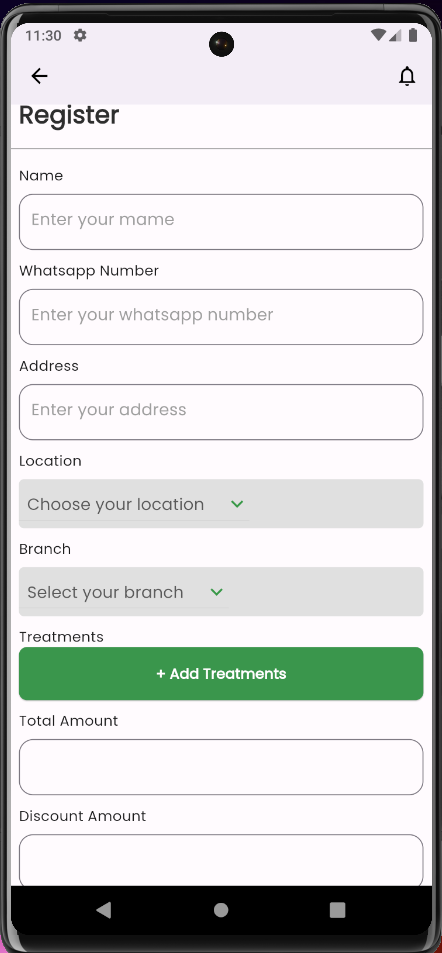 11:30
Register
Name
Enter your mame
Whatsapp Number
Enter your whatsapp number
Address
Enter your address
Location
Choose your location
Branch
Select your branch
Treatments
+ Add Treatments
Total Amount
Discount Amount